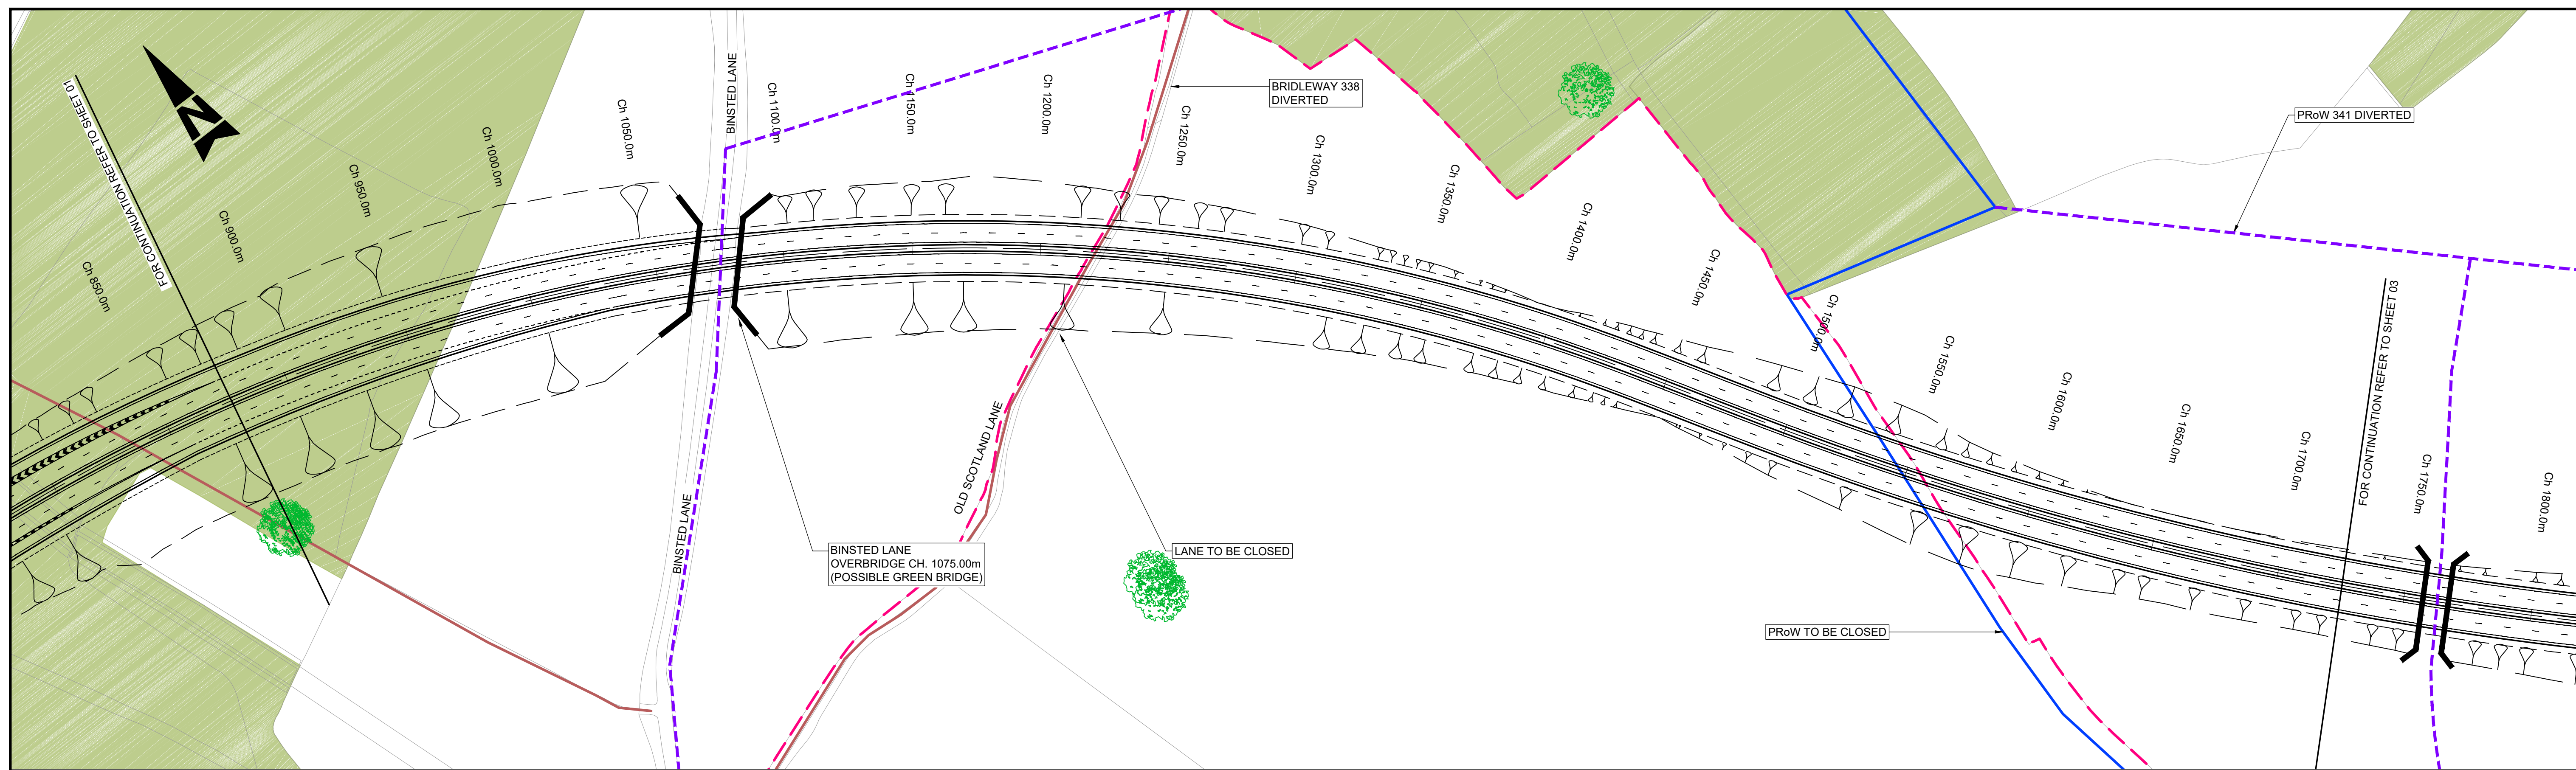 N
FOR CONTINUATION REFER TO SHEET 01
Ch 850.0m
Ch 900.0m
Ch 950.0m
Ch 1000.0m
Ch 1050.0m
BINSTED LANE
Ch 1100.0m
Ch 1150.0m
Ch 1200.0m
Ch 1250.0m
BRIDLEWAY 338
DIVERTED
Ch 1300.0m
Ch 1350.0m
Ch 1400.0m
Ch 1450.0m
Ch 1500.0m
Ch 1550.0m
Ch 1600.0m
Ch 1650.0m
Ch 1700.0m
PRoW 341 DIVERTED
FOR CONTINUATION REFER TO SHEET 03
Ch 1750.0m
Ch 1800.0m
BINSTED LANE
BINSTED LANE
OVERBRIDGE CH. 1075.00m
(POSSIBLE GREEN BRIDGE)
OLD SCOTLAND LANE
LANE TO BE CLOSED
PRoW TO BE CLOSED